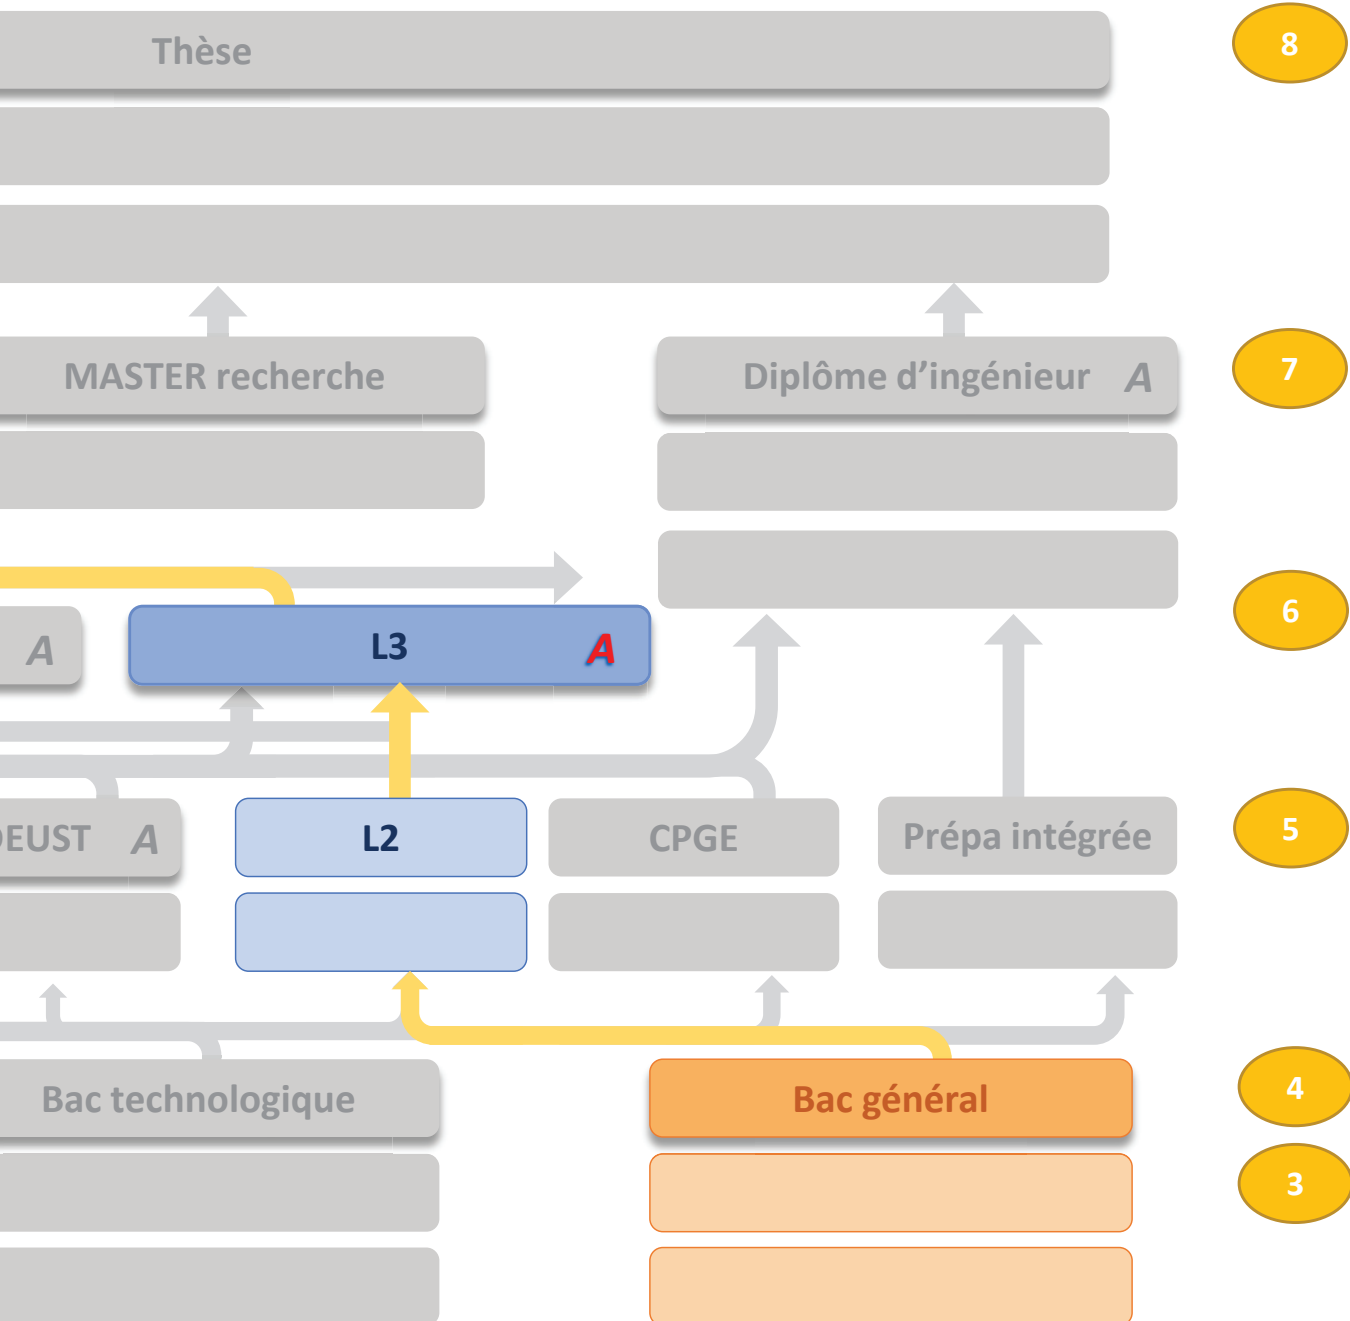 Thèse
8
MASTER recherche
Diplôme d'ingénieur A
7
6
A
L3 A
DEUST A
L2
CPGE
Prépa intégrée
5
Bac technologique
Bac général
4
3